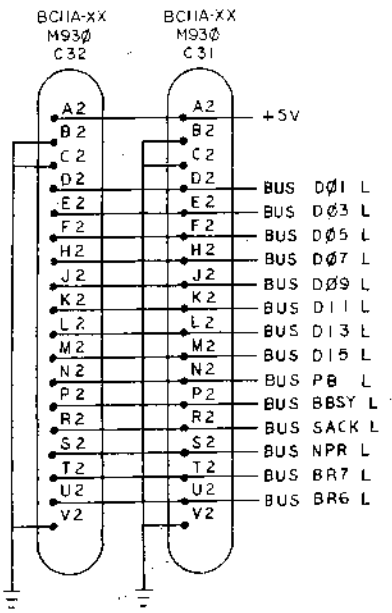 BC11A-XX BC11A-XX
M93Ø M93Ø
C32 C31
A2 A2 +5V
B2 B2
C2 C2
D2 D2 BUS DØ1 L
E2 E2 BUS DØ3 L
F2 F2 BUS DØ5 L
H2 H2 BUS DØ7 L
J2 J2 BUS DØ9 L
K2 K2 BUS D11 L
L2 L2 BUS D13 L
M2 M2 BUS D15 L
N2 N2 BUS PB L
P2 P2 BUS BBSY L
R2 R2 BUS SACK L
S2 S2 BUS NPR L
T2 T2 BUS BR7 L
U2 U2 BUS BR6 L
V2 V2